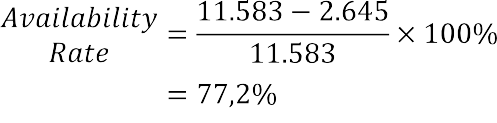 Availability Rate = 11.583 − 2.645 / 11.583 × 100%
= 77,2%